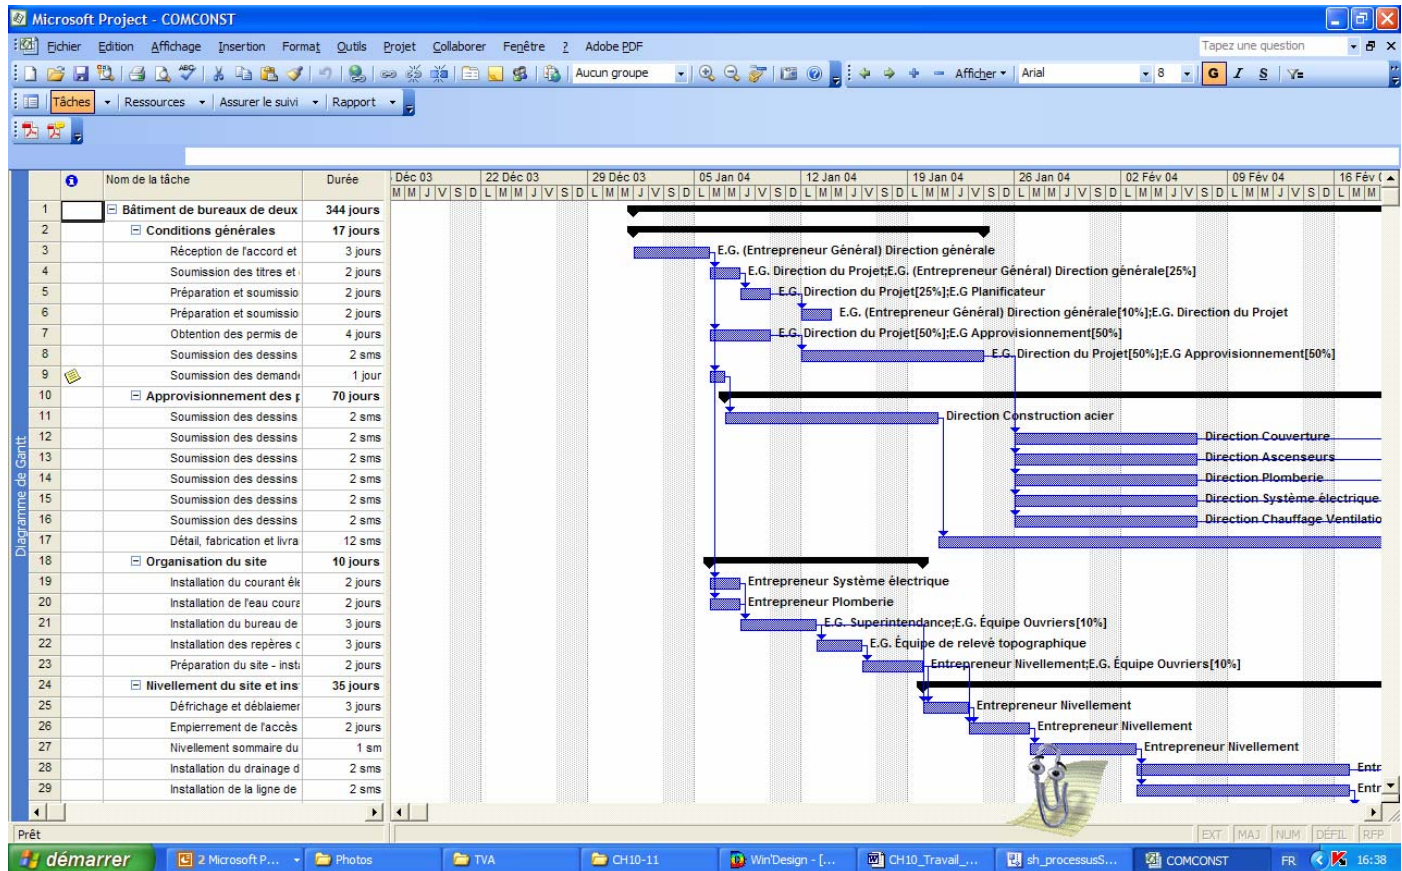 Microsoft Project - COMCONST
Fichier Edition Affichage Insertion Format Outils Projet Collaborer Fenêtre ? Adobe PDF Tapez une question
Aucun groupe Afficher Arial 8 G I S
Tâches Ressources Assurer le suivi Rapport
Nom de la tâche Durée Déc 03 22 Déc 03 29 Déc 03 05 Jan 04 12 Jan 04 19 Jan 04 26 Jan 04 02 Fév 04 09 Fév 04 16 Fév
M M J V S D L M M J V S D L M M J V S D L M M J V S D L M M J V S D L M M J V S D L M M J V S D L M M J V S D L M M J V S D L M M
1 Bâtiment de bureaux de deux 344 jours
2 Conditions générales 17 jours
3 Réception de l'accord et 3 jours E.G. (Entrepreneur Général) Direction générale
4 Soumission des titres et 2 jours E.G. Direction du Projet;E.G. (Entrepreneur Général) Direction générale[25%]
5 Préparation et soumissio 2 jours E.G. Direction du Projet[25%];E.G Planificateur
6 Préparation et soumissio 2 jours E.G. (Entrepreneur Général) Direction générale[10%];E.G. Direction du Projet
7 Obtention des permis de 4 jours E.G. Direction du Projet[50%];E.G Approvisionnement[50%]
8 Soumission des dessins 2 sms E.G. Direction du Projet[50%];E.G Approvisionnement[50%]
9 Soumission des demand 1 jour
10 Approvisionnement des p 70 jours
11 Soumission des dessins 2 sms Direction Construction acier
12 Soumission des dessins 2 sms Direction Couverture
13 Soumission des dessins 2 sms Direction Ascenseurs
14 Soumission des dessins 2 sms Direction Plomberie
15 Soumission des dessins 2 sms Direction Système électrique
16 Soumission des dessins 2 sms Direction Chauffage Ventilatio
17 Détail, fabrication et livra 12 sms
18 Organisation du site 10 jours
19 Installation du courant éle 2 jours Entrepreneur Système électrique
20 Installation de l'eau coura 2 jours Entrepreneur Plomberie
21 Installation du bureau de 3 jours E.G. Superintendance;E.G. Équipe Ouvriers[10%]
22 Installation des repères d 3 jours E.G. Équipe de relevé topographique
23 Préparation du site - insta 2 jours Entrepreneur Nivellement;E.G. Équipe Ouvriers[10%]
24 Nivellement du site et ins 35 jours
25 Défrichage et déblaiemer 3 jours Entrepreneur Nivellement
26 Empierrement de l'accès 2 jours Entrepreneur Nivellement
27 Nivellement sommaire du 1 sm Entrepreneur Nivellement
28 Installation du drainage d 2 sms Entr
29 Installation de la ligne de 2 sms Entr
Diagramme de Gantt
Prêt EXT MAJ NUM DÉFIL RFP
démarrer 2 Microsoft P... Photos TVA CH10-11 Win'Design - [... CH10_Travail_... sh_processusS... COMCONST FR 16:38